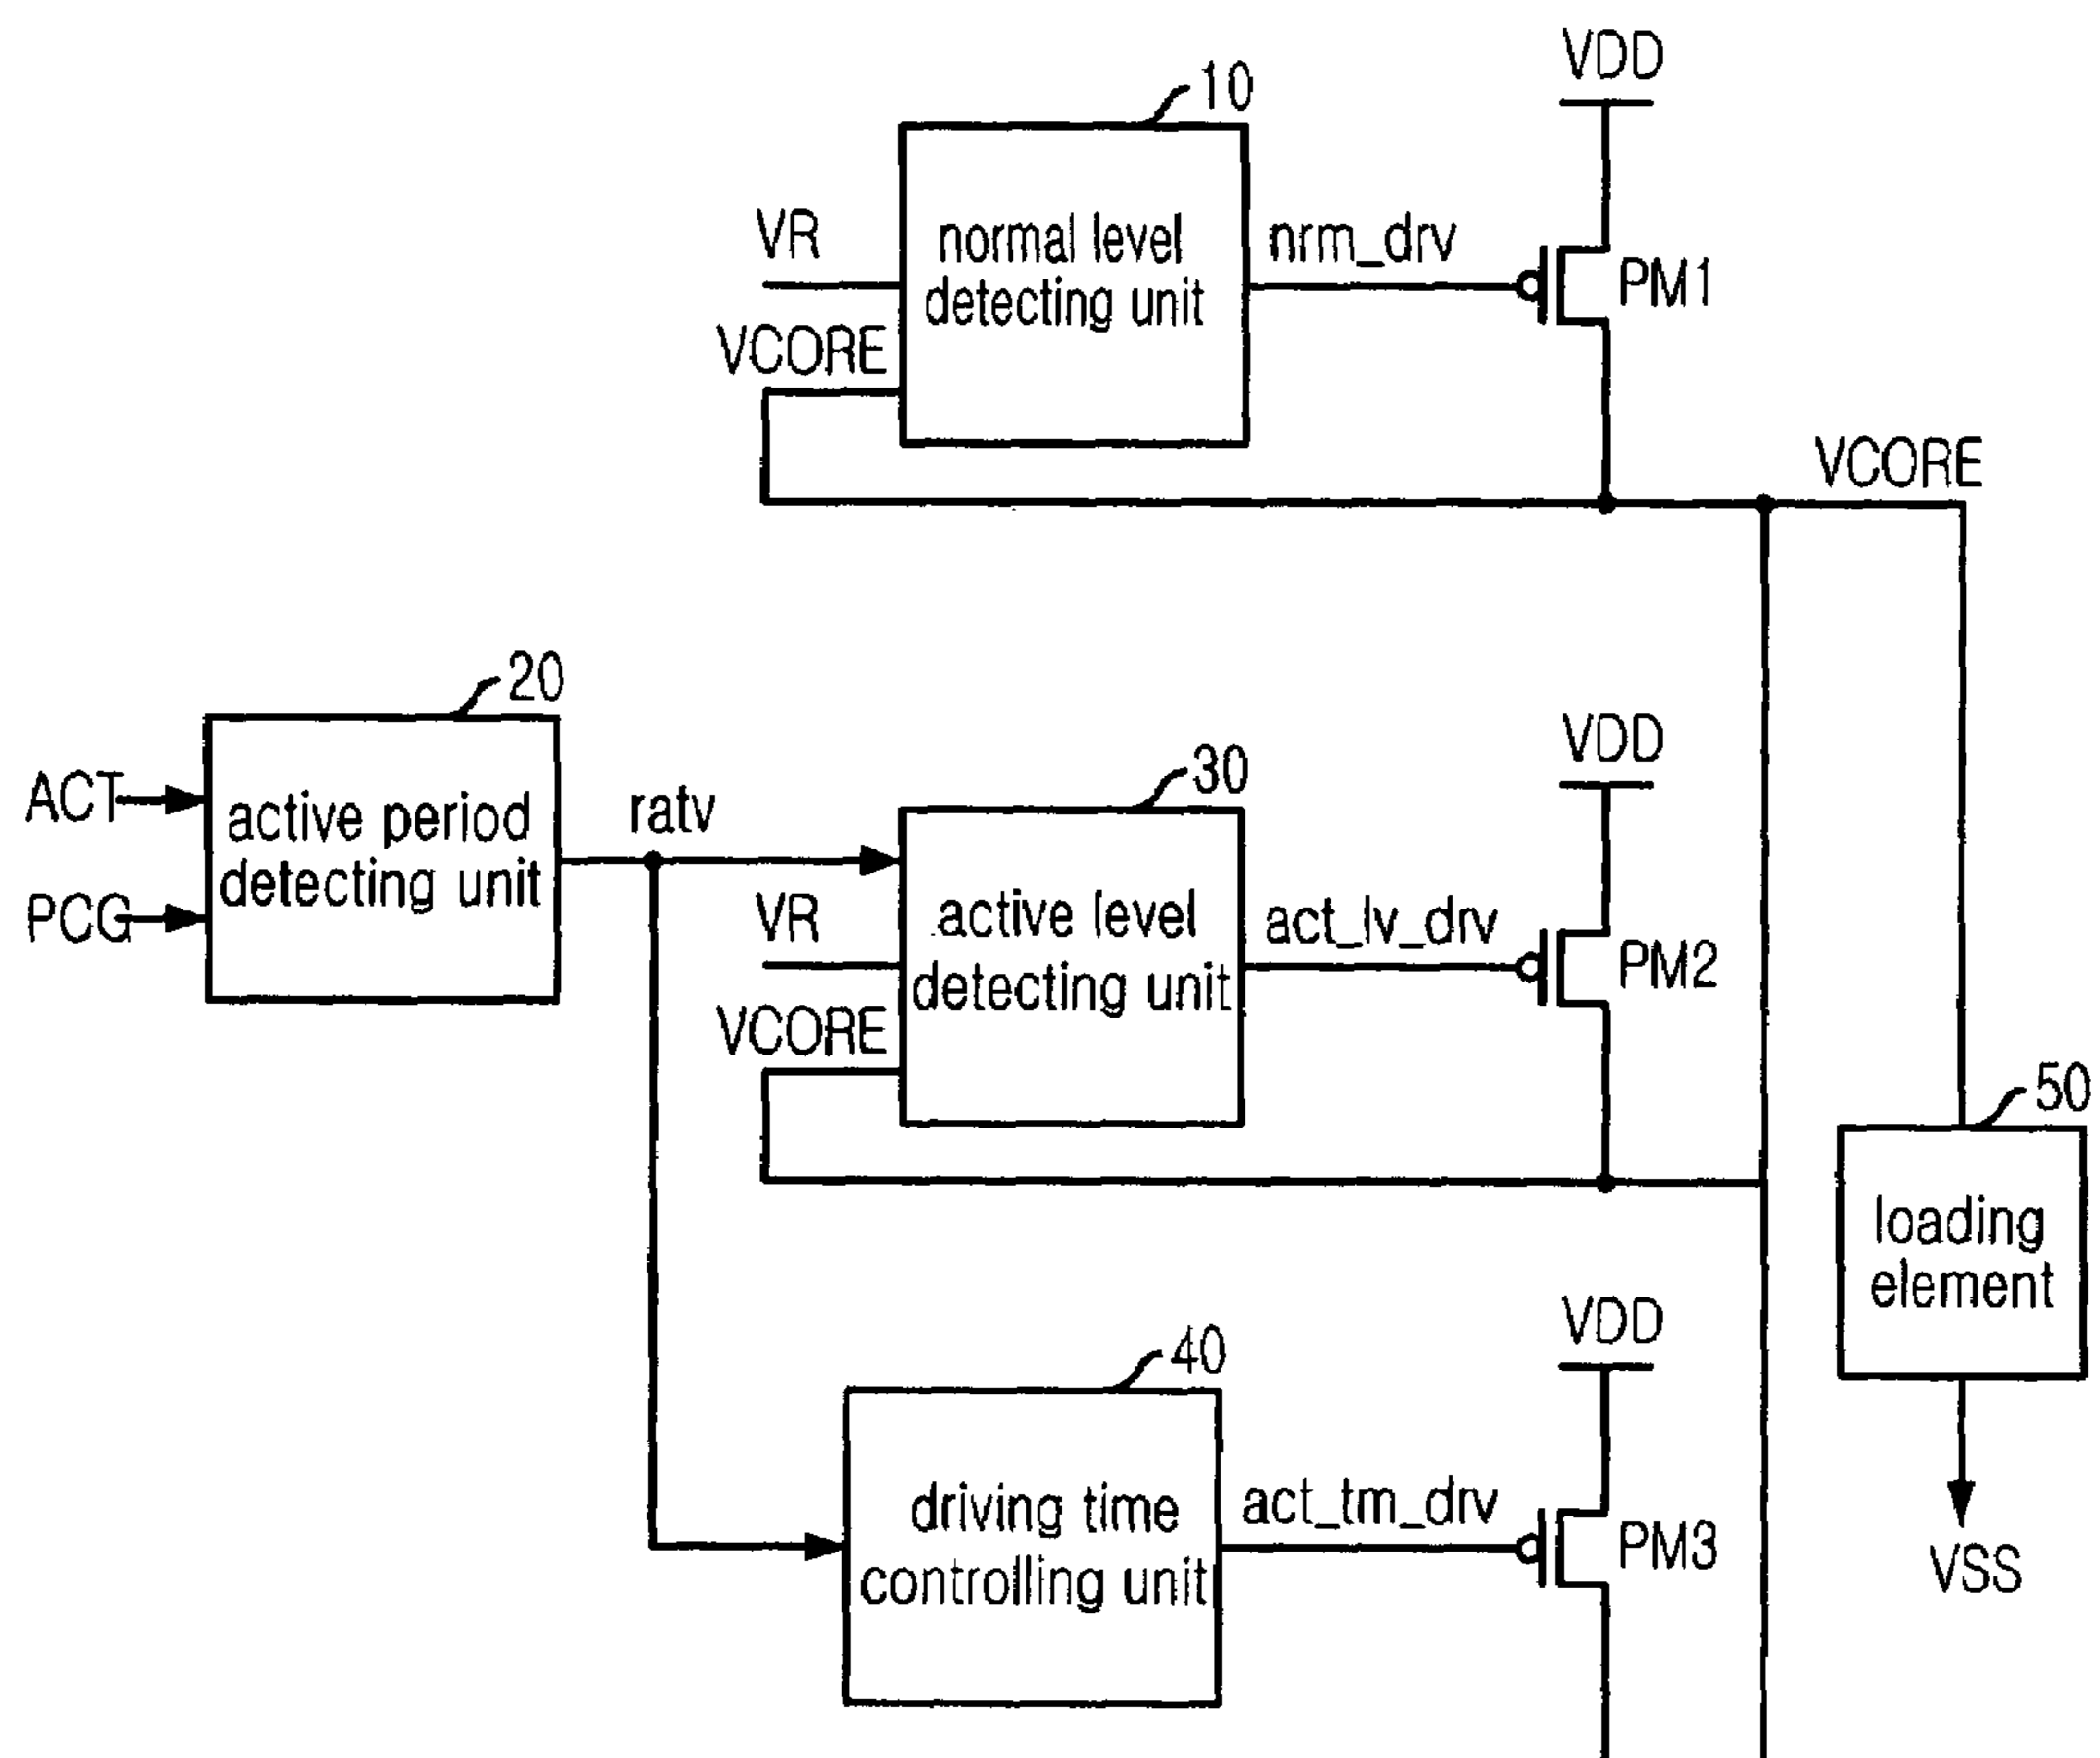 VDD
10
VR
normal level
detecting unit
nrm_drv
PM1
VCORE
VCORE
20
ACT
PCG
active period
detecting unit
ratv
30
VDD
VR
active level
detecting unit
act_lv_drv
PM2
VCORE
50
loading
element
VSS
40
VDD
driving time
controlling unit
act_tm_drv
PM3